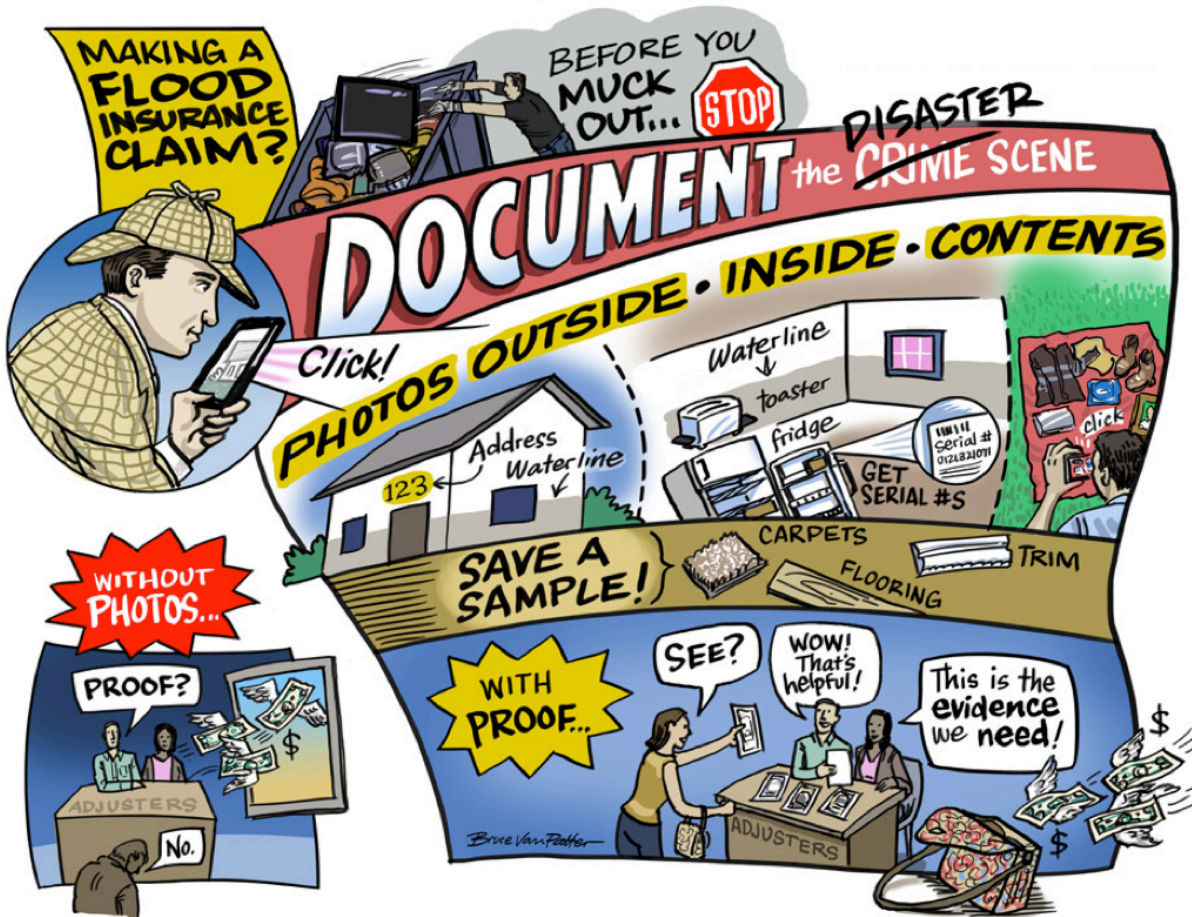 MAKING A
FLOOD
INSURANCE
CLAIM?
BEFORE YOU
MUCK
OUT...
STOP
DISASTER
DOCUMENT the CRIME SCENE
PHOTOS OUTSIDE • INSIDE • CONTENTS
Click!
Address
Waterline
123
Waterline
toaster
fridge
Serial #
GET
SERIAL #S
click
SAVE A
SAMPLE!
CARPETS
FLOORING
TRIM
WITHOUT
PHOTOS...
PROOF?
$
ADJUSTERS
No.
WITH
PROOF...
SEE?
WOW!
That's
helpful!
This is the
evidence
we need!
ADJUSTERS
$
$